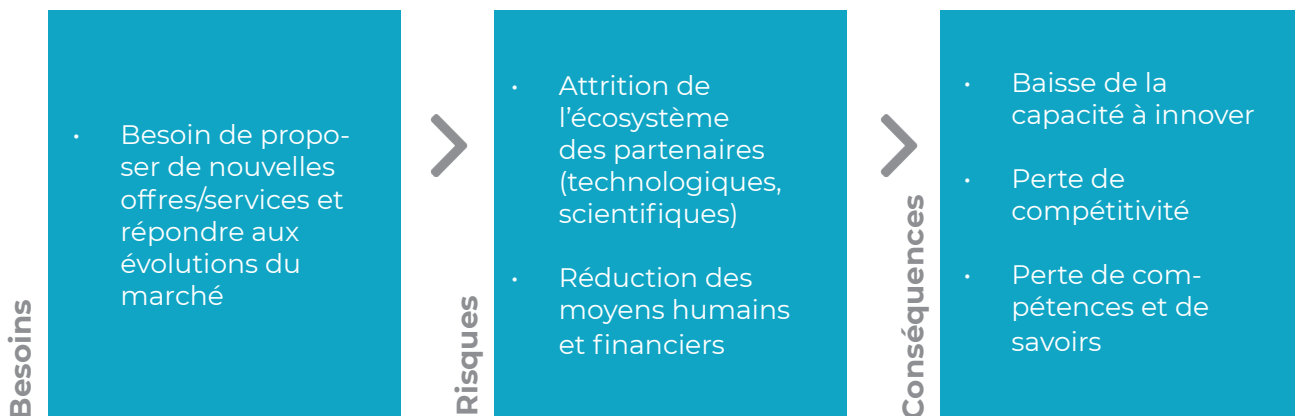 Besoins
• Besoin de propo-
ser de nouvelles
offres/services et
répondre aux
évolutions du
marché
Risques
• Attrition de
l'écosystème
des partenaires
(technologiques,
scientifiques)
• Réduction des
moyens humains
et financiers
Conséquences
• Baisse de la
capacité à innover
• Perte de
compétitivité
• Perte de com-
pétences et de
savoirs